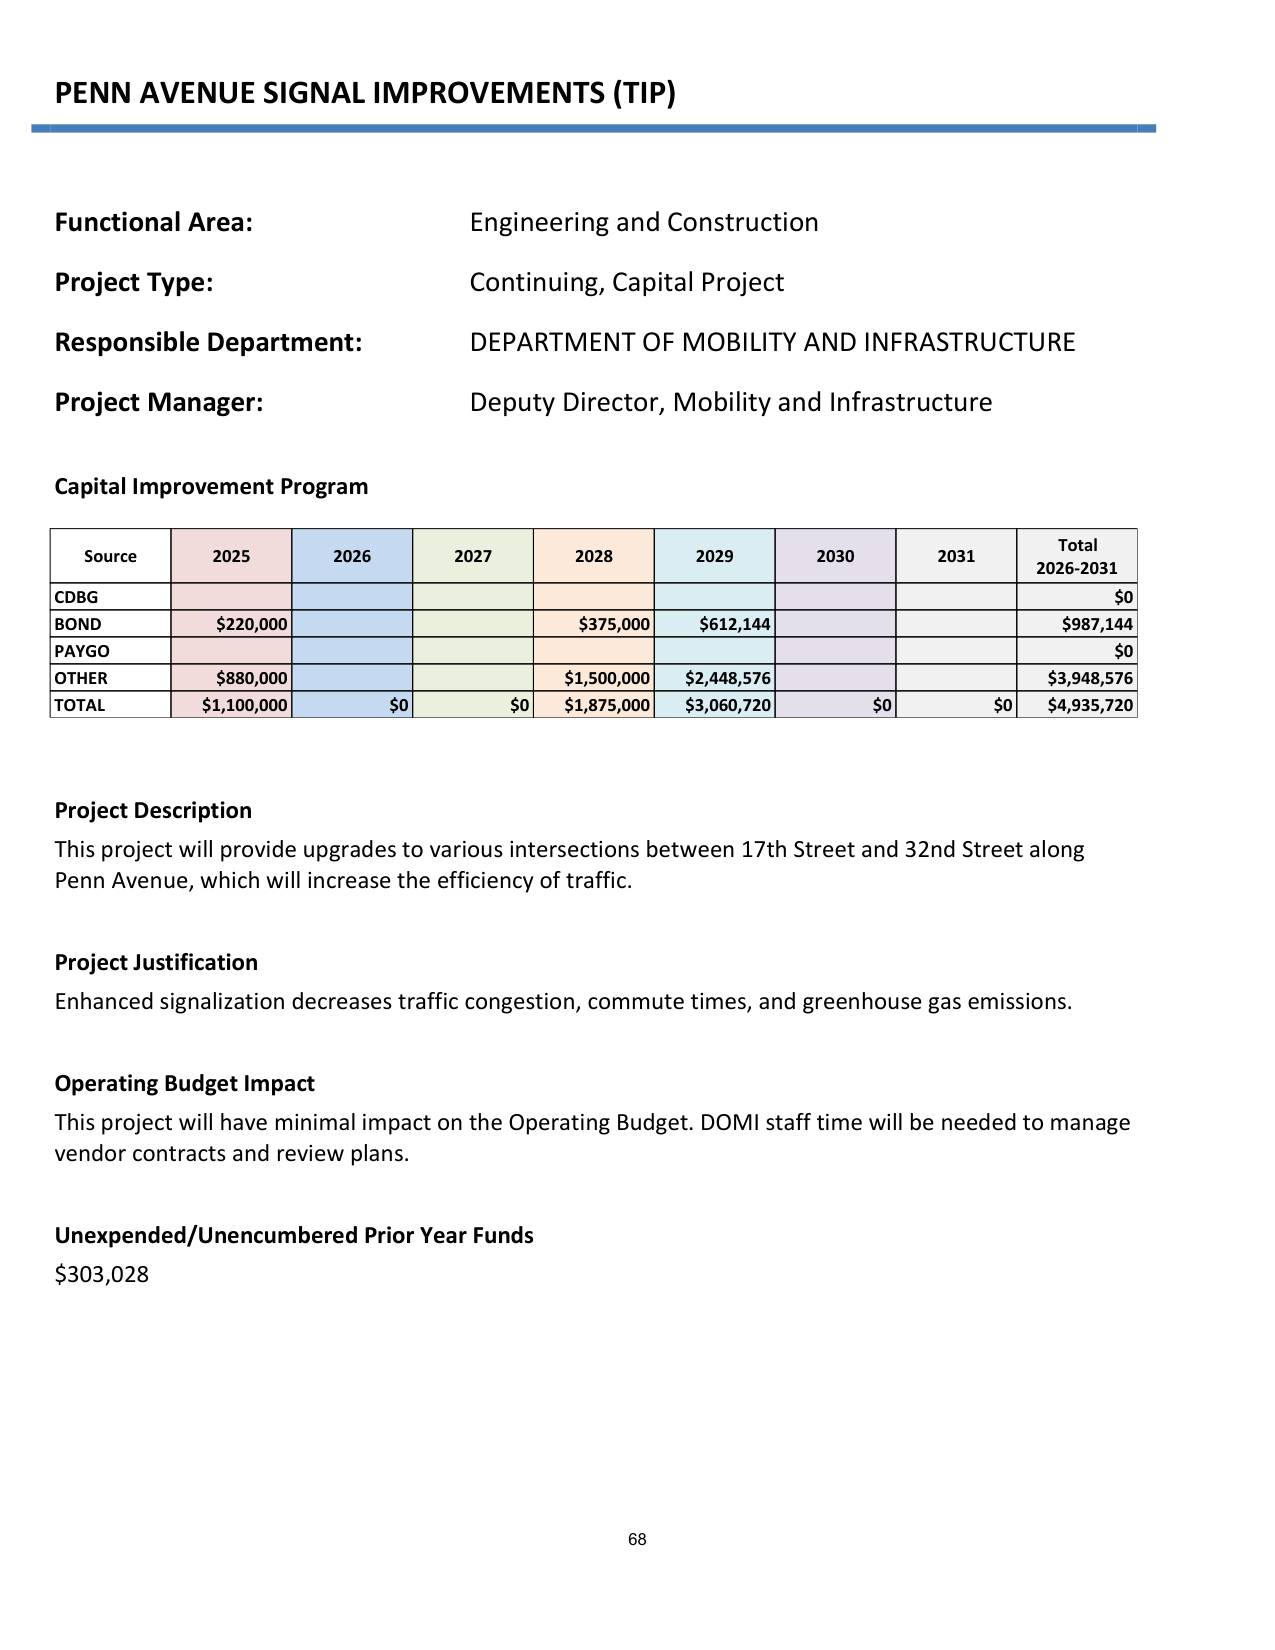 PENN AVENUE SIGNAL IMPROVEMENTS (TIP)
Functional Area: Engineering and Construction
Project Type: Continuing, Capital Project
Responsible Department: DEPARTMENT OF MOBILITY AND INFRASTRUCTURE
Project Manager: Deputy Director, Mobility and Infrastructure
Capital Improvement Program
Source 2025 2026 2027 2028 2029 2030 2031 Total 2026-2031
CDBG $0
BOND $220,000 $375,000 $612,144 $987,144
PAYGO $0
OTHER $880,000 $1,500,000 $2,448,576 $3,948,576
TOTAL $1,100,000 $0 $0 $1,875,000 $3,060,720 $0 $0 $4,935,720
Project Description
This project will provide upgrades to various intersections between 17th Street and 32nd Street along
Penn Avenue, which will increase the efficiency of traffic.
Project Justification
Enhanced signalization decreases traffic congestion, commute times, and greenhouse gas emissions.
Operating Budget Impact
This project will have minimal impact on the Operating Budget. DOMI staff time will be needed to manage
vendor contracts and review plans.
Unexpended/Unencumbered Prior Year Funds
$303,028
68